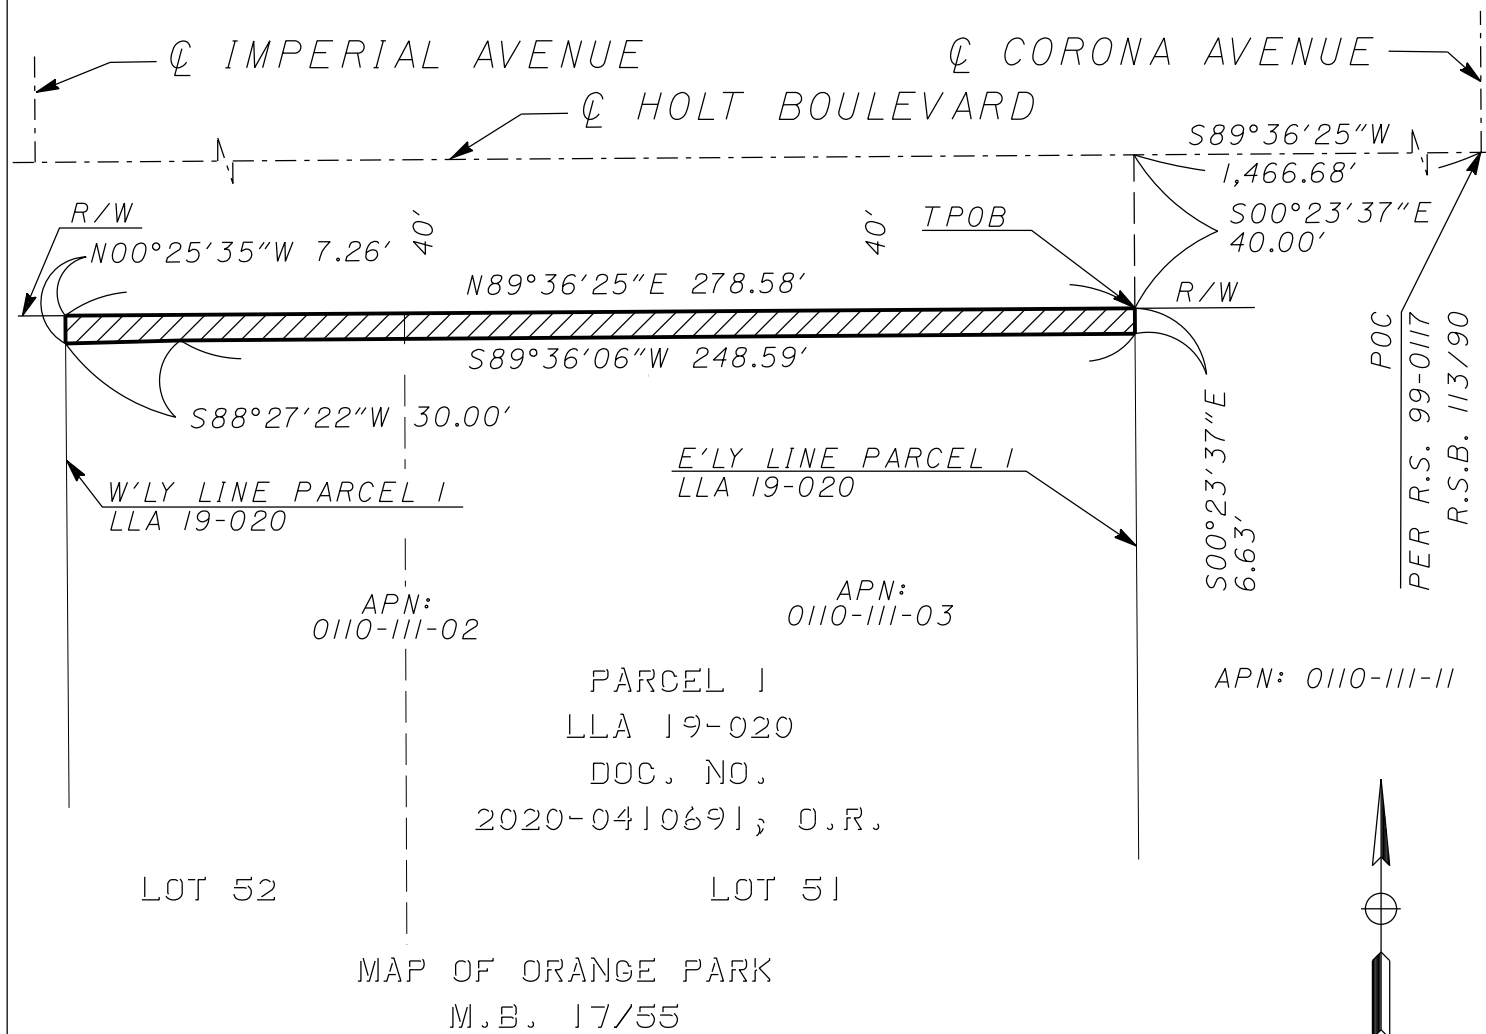 ℄ IMPERIAL AVENUE
℄ CORONA AVENUE
℄ HOLT BOULEVARD
S89°36'25"W
1,466.68'
R/W
40'
40'
TPOB
S00°23'37"E
40.00'
N00°25'35"W 7.26'
N89°36'25"E 278.58'
R/W
S89°36'06"W 248.59'
S88°27'22"W 30.00'
POC
PER R.S. 99-0117
R.S.B. 113/90
S00°23'37"E
6.63'
W'LY LINE PARCEL 1
LLA 19-020
E'LY LINE PARCEL 1
LLA 19-020
APN:
0110-111-02
APN:
0110-111-03
APN: 0110-111-11
PARCEL 1
LLA 19-020
DOC. NO.
2020-0410691, O.R.
LOT 52
LOT 51
MAP OF ORANGE PARK
M.B. 17/55